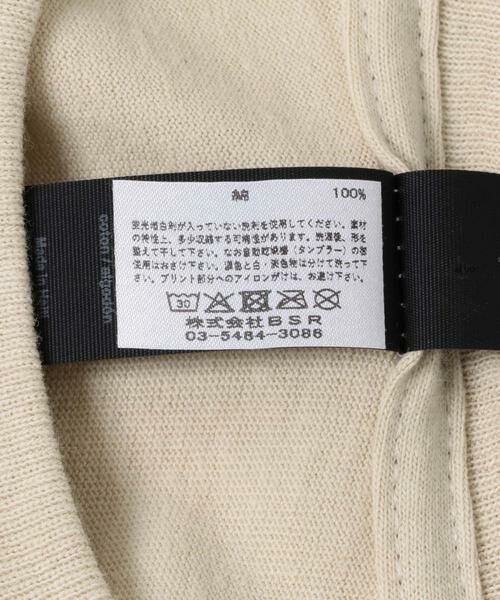 綿 100%
蛍光増白剤が入っていない洗剤を使用してください。素材
の特性上、多少収縮する可能性があります。洗濯後、形を
整えて干して下さい。なお自動乾燥機（タンブラー）の御
使用はおさけ下さい。濃色と白・淡色物は分けて洗って下
さい。プリント部分へのアイロンがけは、お避け下さい。
30
株式会社BSR
03-5464-3086
coton / algodón
Made in